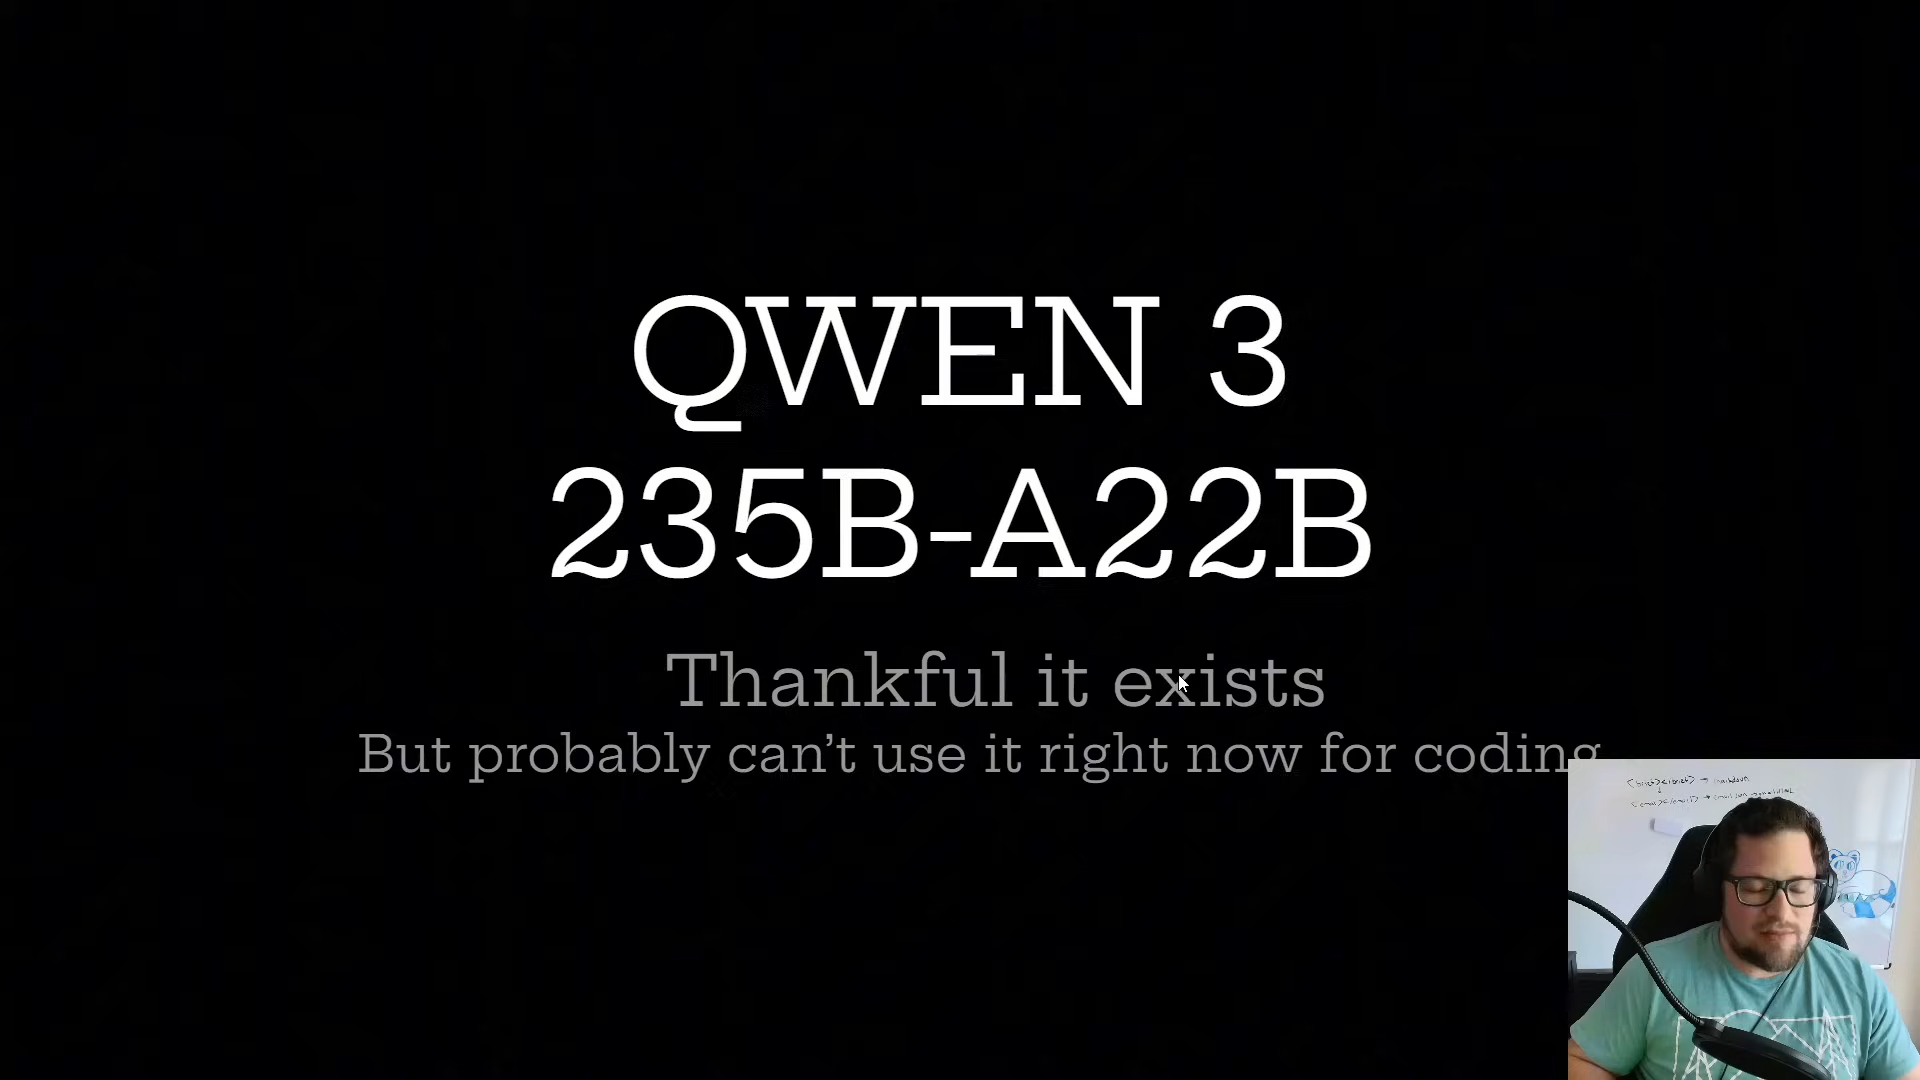 QWEN 3
235B-A22B
Thankful it exists
But probably can't use it right now for coding